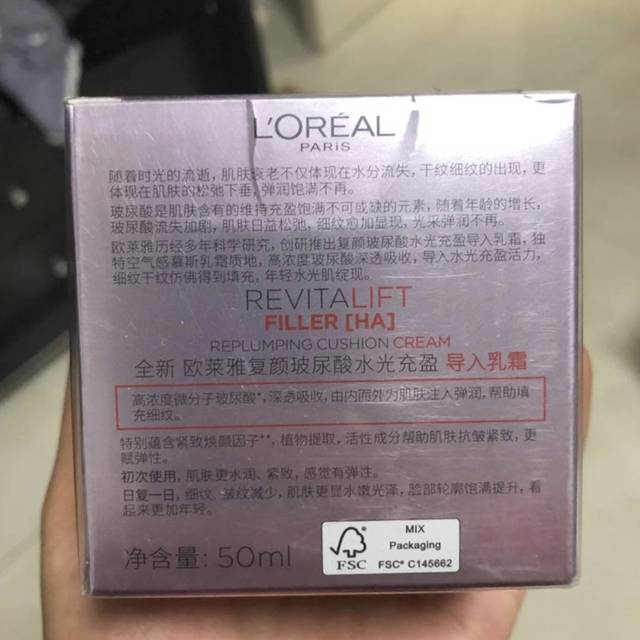 L'ORÉAL
PARIS
随着时光的流逝，肌肤衰老不仅体现在水分流失，干纹细纹的出现，更
体现在肌肤的松弛下垂，弹润饱满不再。
玻尿酸是肌肤含有的维持充盈饱满不可或缺的元素，随着年龄的增长，
玻尿酸流失加剧，肌肤日益松弛，细纹愈加显现，光采弹润不再。
欧莱雅历经多年科学研究，创研推出复颜玻尿酸水光充盈导入乳霜，独
特空气感慕斯乳霜质地，高浓度玻尿酸深透吸收，导入水光充盈活力，
细纹干纹仿佛得到填充，年轻水光肌绽现。
REVITALIFT
FILLER [HA]
REPLUMPING CUSHION CREAM
全新 欧莱雅复颜玻尿酸水光充盈 导入乳霜
高浓度微分子玻尿酸*，深透吸收，由内而外为肌肤注入弹润，帮助填
充细纹。
特别蕴含紧致焕颜因子**，植物提取，活性成分帮助肌肤抗皱紧致，更
赋弹性。
初次使用，肌肤更水润、紧致，感觉有弹性。
日复一日，细纹、皱纹减少，肌肤更显水嫩光泽，脸部轮廓饱满提升，看
起来更加年轻。
净含量: 50ml
FSC
MIX
Packaging
FSC® C145662